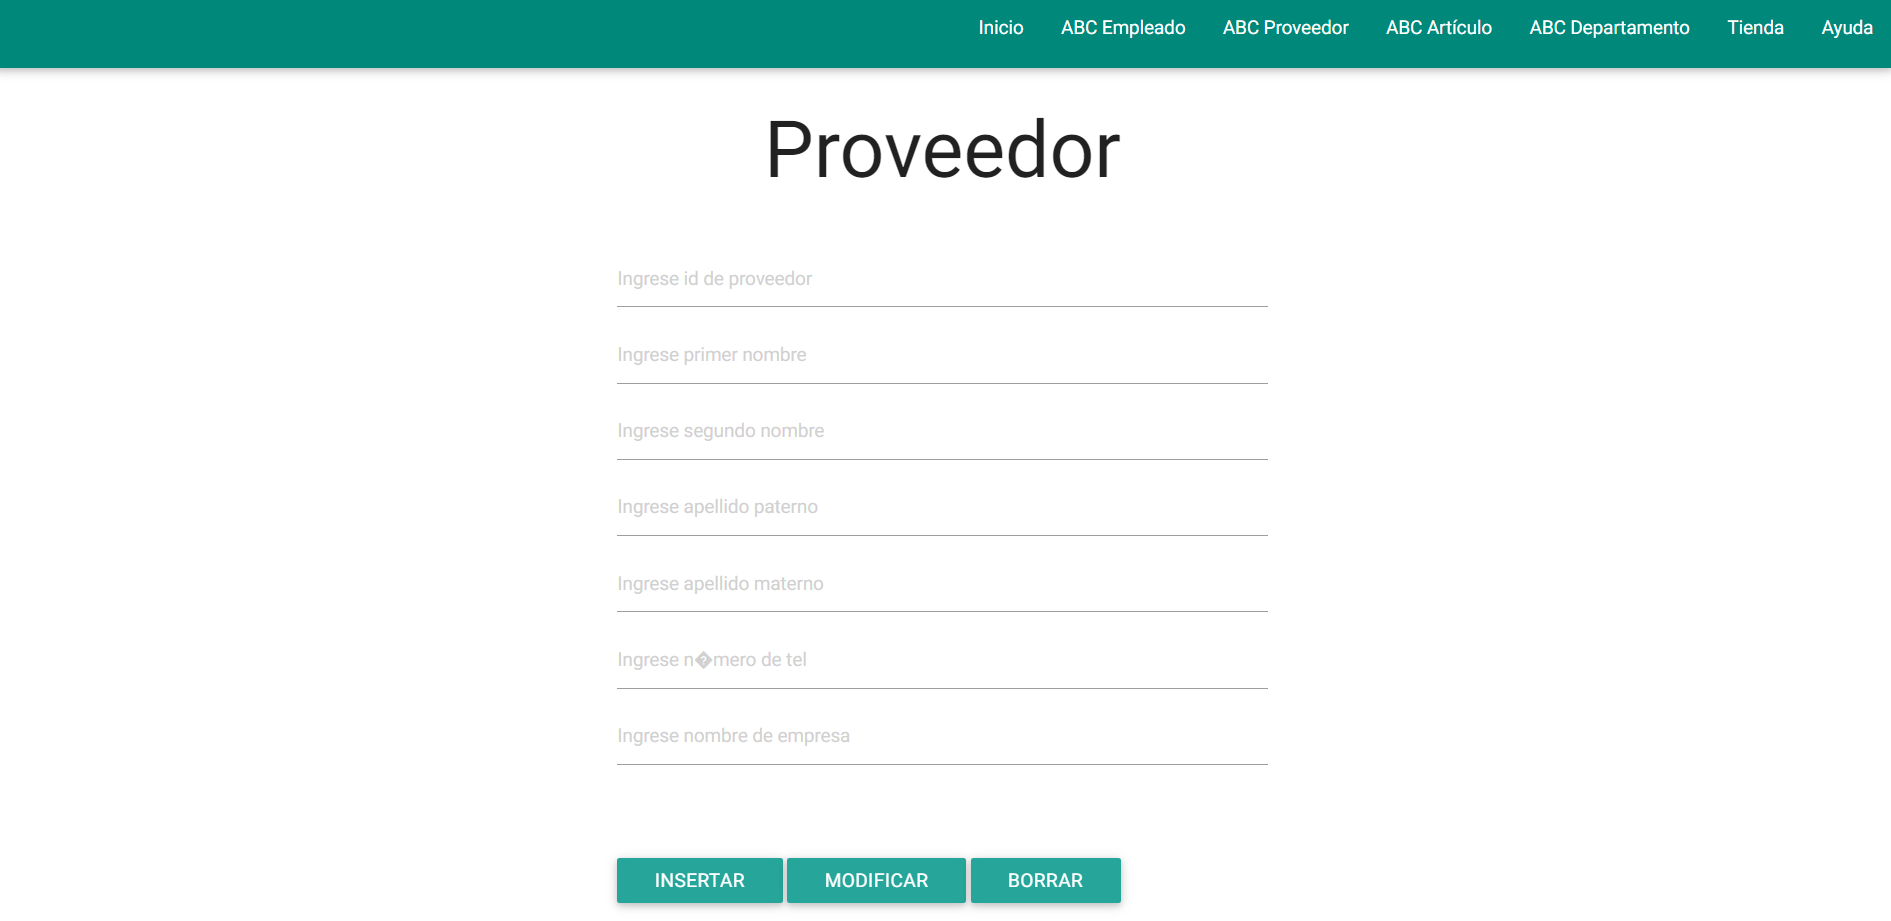 Inicio ABC Empleado ABC Proveedor ABC Artículo ABC Departamento Tienda Ayuda
Proveedor
Ingrese id de proveedor
Ingrese primer nombre
Ingrese segundo nombre
Ingrese apellido paterno
Ingrese apellido materno
Ingrese n�mero de tel
Ingrese nombre de empresa
INSERTAR MODIFICAR BORRAR